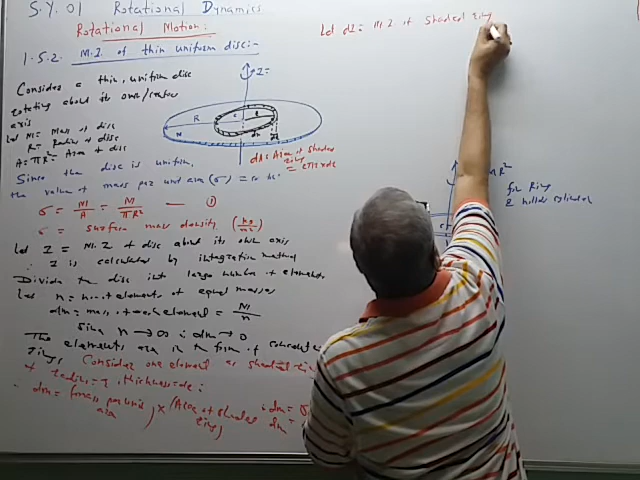 S.Y. 01 Rotational Dynamics
Rotational Motion:
1.5.2. M.I. of thin uniform disc:-
Consider a thin, uniform disc
rotating about its own/center
axis
Let M = Mass of disc
R = Radius of disc
A = πR² = Area of disc
Since the disc is uniform,
the value of mass per unit area (σ) =
σ = M/A = M/πR² — ①
σ = surface mass density (kg/m²)
Let I = M.I. of disc about its own axis
∴ I is calculated by integration method
Divide the disc into large number of elements
Let n = no. of elements of equal masses
dm = mass of each element = M/n
Since n → ∞ ; dm → 0
The elements are in the form of concentric
rings. Consider one element as shaded
of radius = r thickness = dr ;
dm = (mass per unit area) × (Area of shaded ring)
dm =
I =
R
M
dm
dA = Area of shaded
ring
= 2πr × dr
Let dI = M.I. of shaded ring
for Ring
& hollow cylinder